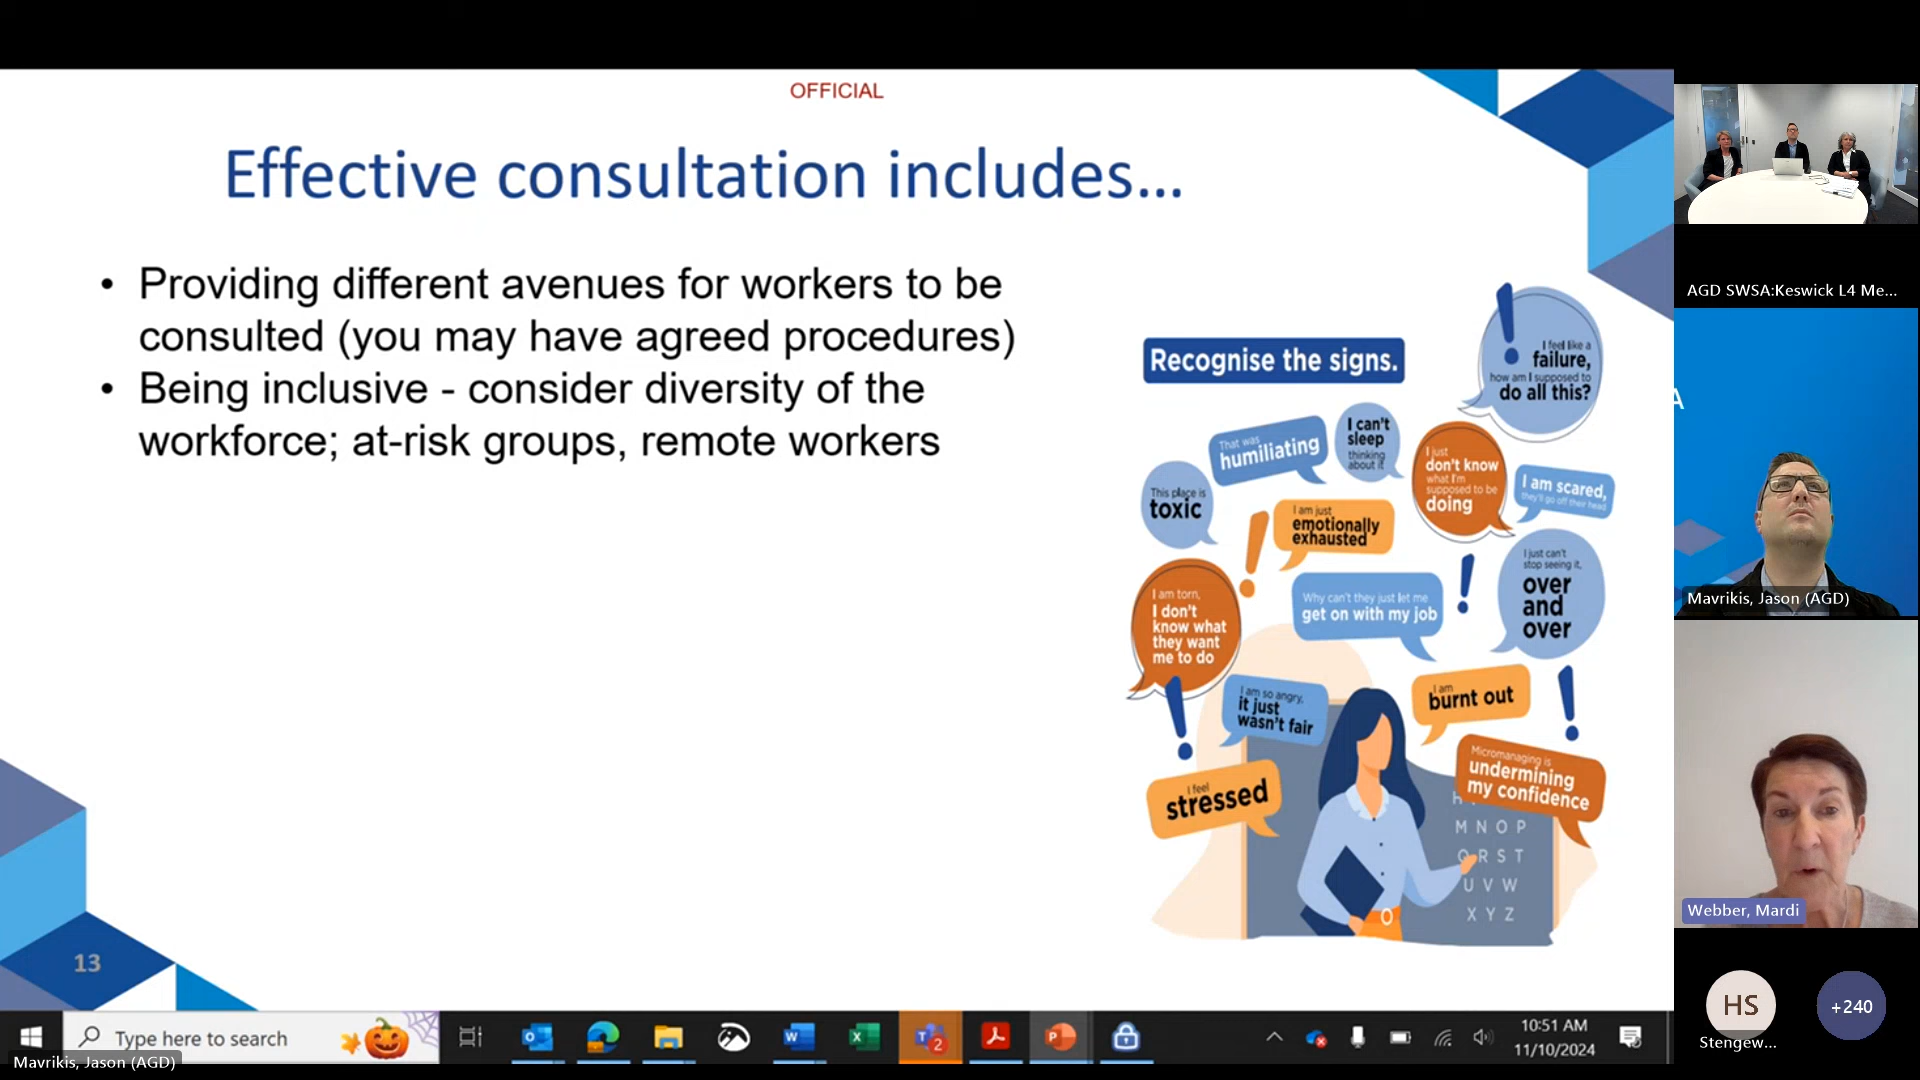 OFFICIAL
Effective consultation includes...
• Providing different avenues for workers to be
consulted (you may have agreed procedures)
• Being inclusive - consider diversity of the
workforce; at-risk groups, remote workers
Recognise the signs.
I feel like a
failure,
how am I supposed to
do all this?
That was
humiliating
I can't
sleep
thinking
about it
I just
don't know
what I'm
supposed to be
doing
I am scared,
they'll go off their head
This place is
toxic
I am just
emotionally
exhausted
I just can't
stop seeing it,
over
and
over
I am torn,
I don't
know what
they want
me to do
Why can't they just let me
get on with my job
I am so angry,
it just
wasn't fair
I am
burnt out
I feel
stressed
Micromanaging is
undermining
my confidence
H
M N O P
Q R S T
U V W
X Y Z
13
Type here to search
2
10:51 AM
11/10/2024
Mavrikis, Jason (AGD)
AGD SWSA:Keswick L4 Me...
A
Mavrikis, Jason (AGD)
Webber, Mardi
HS
+240
Stengew...